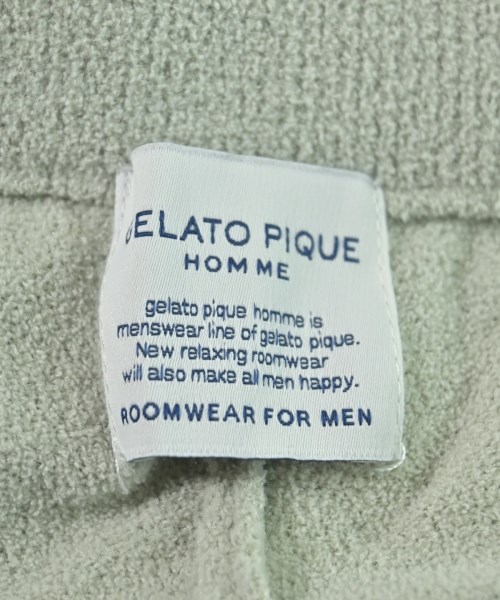 GELATO PIQUE
HOMME
gelato pique homme is
menswear line of gelato pique.
New relaxing roomwear
will also make all men happy.
ROOMWEAR FOR MEN